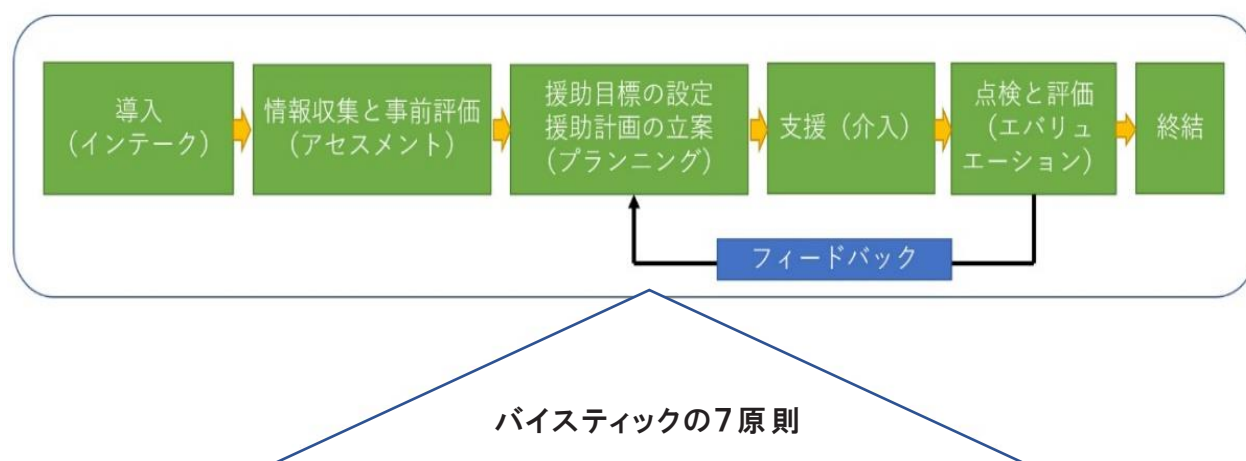 導入
（インテーク）
情報収集と事前評価
（アセスメント）
援助目標の設定
援助計画の立案
（プランニング）
支援（介入）
点検と評価
（エバリュ
エーション）
終結
フィードバック
バイスティックの７原則